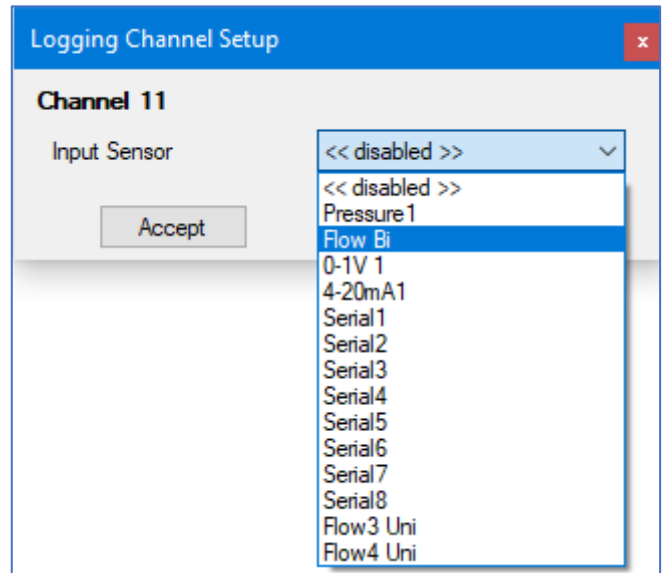 Logging Channel Setup
x
Channel 11
Input Sensor
<< disabled >>
<< disabled >>
Pressure1
Accept
Flow Bi
0-1V 1
4-20mA1
Serial1
Serial2
Serial3
Serial4
Serial5
Serial6
Serial7
Serial8
Flow3 Uni
Flow4 Uni